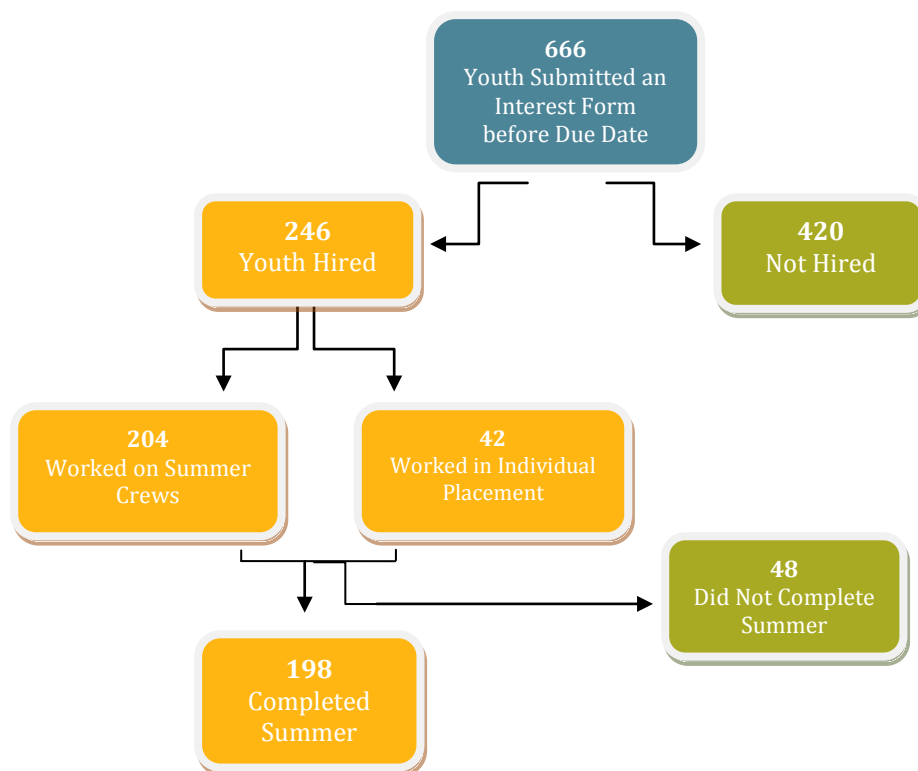 666
Youth Submitted an
Interest Form
before Due Date
246
Youth Hired
420
Not Hired
204
Worked on Summer
Crews
42
Worked in Individual
Placement
48
Did Not Complete
Summer
198
Completed
Summer